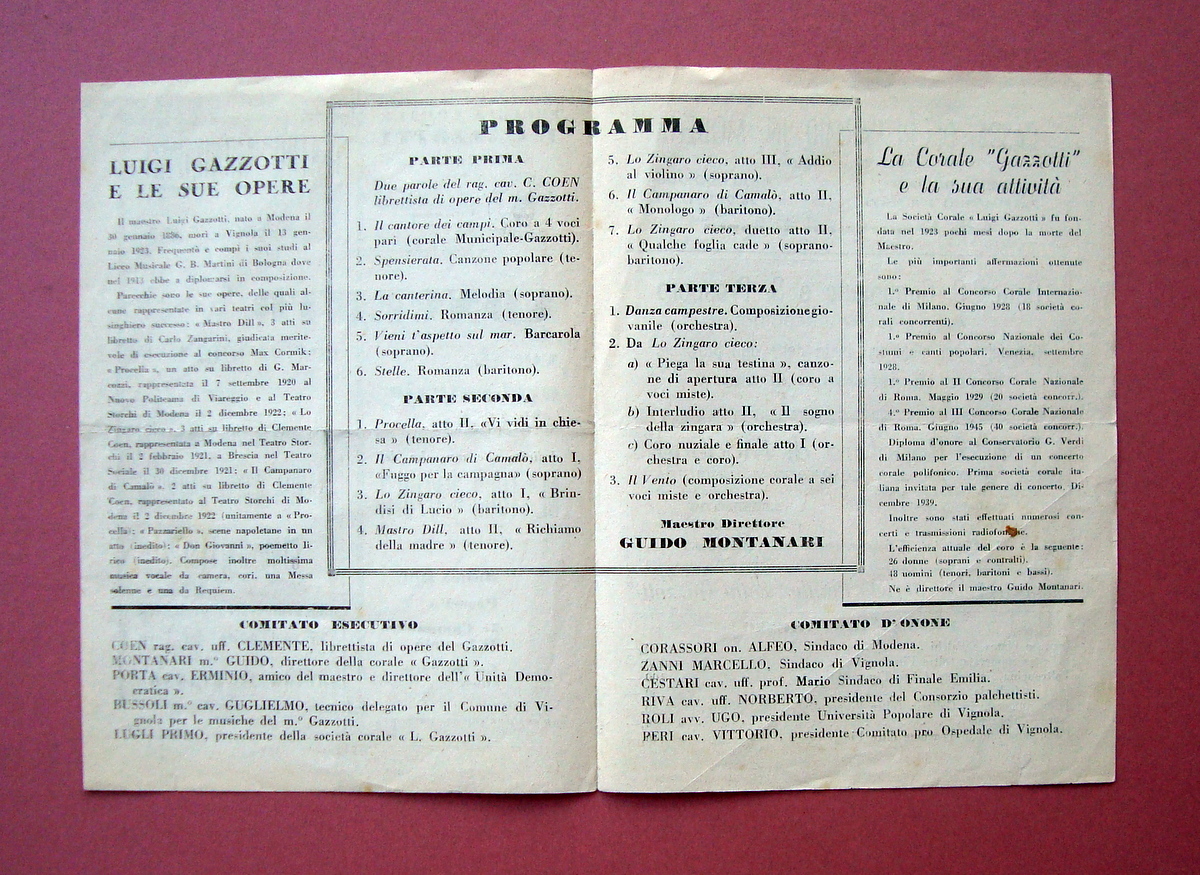 PROGRAMMA
LUIGI GAZZOTTI
E LE SUE OPERE
Il maestro Luigi Gazzotti, nato a Modena il
30 gennaio 1886, morì a Vignola il 13 gen-
naio 1923. Frequentò e compì i suoi studi al
Liceo Musicale G. B. Martini di Bologna dove
nel 1913 ebbe a diplomarsi in composizione.
Parecchie sono le sue opere, delle quali al-
cune rappresentate in vari teatri col più lu-
singhiero successo: « Mastro Dill », 3 atti su
libretto di Carlo Zangarini, giudicata merite-
vole di esecuzione al concorso Max Cormik;
« Procella », un atto su libretto di G. Mar-
cuzzi, rappresentata il 7 settembre 1920 al
Nuovo Politeama di Viareggio e al Teatro
Storchi di Modena il 2 dicembre 1922; « Lo
Zingaro cieco », 3 atti su libretto di Clemente
Coen, rappresentata a Modena nel Teatro Stor-
chi il 2 febbraio 1921, a Brescia nel Teatro
Sociale il 30 dicembre 1921; « Il Campanaro
di Camalò », 2 atti su libretto di Clemente
Coen, rappresentato al Teatro Storchi di Mo-
dena il 2 dicembre 1922 (unitamente a « Pro-
cella); « Pazzariello », scene napoletane in un
atto (inedito); « Don Giovanni », poemetto li-
rico (inedito). Compose inoltre moltissima
musica vocale da camera, cori, una Messa
solenne e una da Requiem.
PARTE PRIMA
Due parole del rag. cav. C. COEN
librettista di opere del m. Gazzotti.
1. Il cantore dei campi. Coro a 4 voci
pari (corale Municipale-Gazzotti).
2. Spensierata. Canzone popolare (te-
nore).
3. La canterina. Melodia (soprano).
4. Sorridimi. Romanza (tenore).
5. Vieni t'aspetto sul mar. Barcarola
(soprano).
6. Stelle. Romanza (baritono).
PARTE SECONDA
1. Procella, atto II, «Vi vidi in chie-
sa » (tenore).
2. Il Campanaro di Camalò, atto I,
«Fuggo per la campagna» (soprano)
3. Lo Zingaro cieco, atto I, « Brin-
disi di Lucio » (baritono).
4. Mastro Dill, atto II, « Richiamo
della madre » (tenore).
5. Lo Zingaro cieco, atto III, « Addio
al violino » (soprano).
6. Il Campanaro di Camalò, atto II,
« Monologo » (baritono).
7. Lo Zingaro cieco, duetto atto II,
« Qualche foglia cade » (soprano-
baritono).
PARTE TERZA
1. Danza campestre. Composizione gio-
vanile (orchestra).
2. Da Lo Zingaro cieco:
a) « Piega la sua testina », canzo-
ne di apertura atto II (coro a
voci miste).
b) Interludio atto II, « Il sogno
della zingara » (orchestra).
c) Coro nuziale e finale atto I (or-
chestra e coro).
3. Il Vento (composizione corale a sei
voci miste e orchestra).
Maestro Direttore
GUIDO MONTANARI
La Corale "Gazzotti"
e la sua attività
La Società Corale « Luigi Gazzotti » fu fon-
data nel 1923 pochi mesi dopo la morte del
Maestro.
Le più importanti affermazioni ottenute
sono:
1.º Premio al Concorso Corale Internazio-
nale di Milano, Giugno 1928 (18 società co-
rali concorrenti).
1.º Premio al Concorso Nazionale dei Co-
stumi e canti popolari. Venezia, settembre
1928.
1.º Premio al II Concorso Corale Nazionale
di Roma, Maggio 1929 (20 società concorr.).
4.º Premio al III Concorso Corale Nazionale
di Roma. Giugno 1945 (40 società concorr.).
Diploma d'onore al Conservatorio G. Verdi
di Milano per l'esecuzione di un concerto
corale polifonico. Prima società corale ita-
liana invitata per tale genere di concerto, Di-
cembre 1939.
Inoltre sono stati effettuati numerosi con-
certi e trasmissioni radiofoniche.
L'efficienza attuale del coro è la seguente:
26 donne (soprani e contralti).
48 uomini (tenori, baritoni e bassi).
Ne è direttore il maestro Guido Montanari.
COMITATO ESECUTIVO
COEN rag. cav. uff. CLEMENTE, librettista di opere del Gazzotti.
MONTANARI m.º GUIDO, direttore della corale « Gazzotti ».
PORTA cav. ERMINIO, amico del maestro e direttore dell'« Unità Demo-
cratica ».
BUSSOLI m.º cav. GUGLIELMO, tecnico delegato per il Comune di Vi-
gnola per le musiche del m.º Gazzotti.
LUGLI PRIMO, presidente della società corale « L. Gazzotti ».
COMITATO D'ONONE
CORASSORI on. ALFEO, Sindaco di Modena.
ZANNI MARCELLO, Sindaco di Vignola.
CESTARI cav. uff. prof. Mario Sindaco di Finale Emilia.
RIVA cav. uff. NORBERTO, presidente del Consorzio palchettisti.
ROLI avv. UGO, presidente Università Popolare di Vignola.
PERI cav. VITTORIO, presidente Comitato pro Ospedale di Vignola.